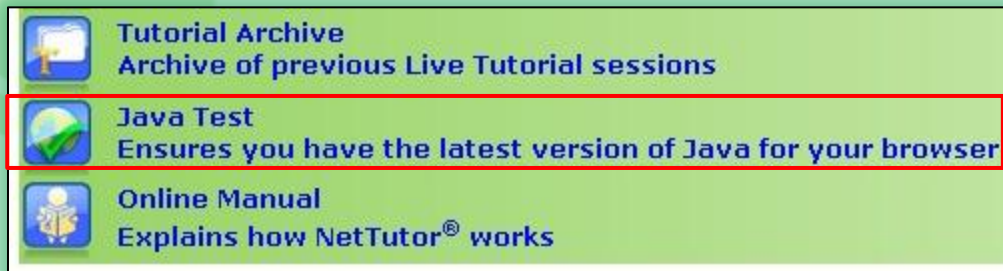 Tutorial Archive
Archive of previous Live Tutorial sessions
Java Test
Ensures you have the latest version of Java for your browser
Online Manual
Explains how NetTutor® works